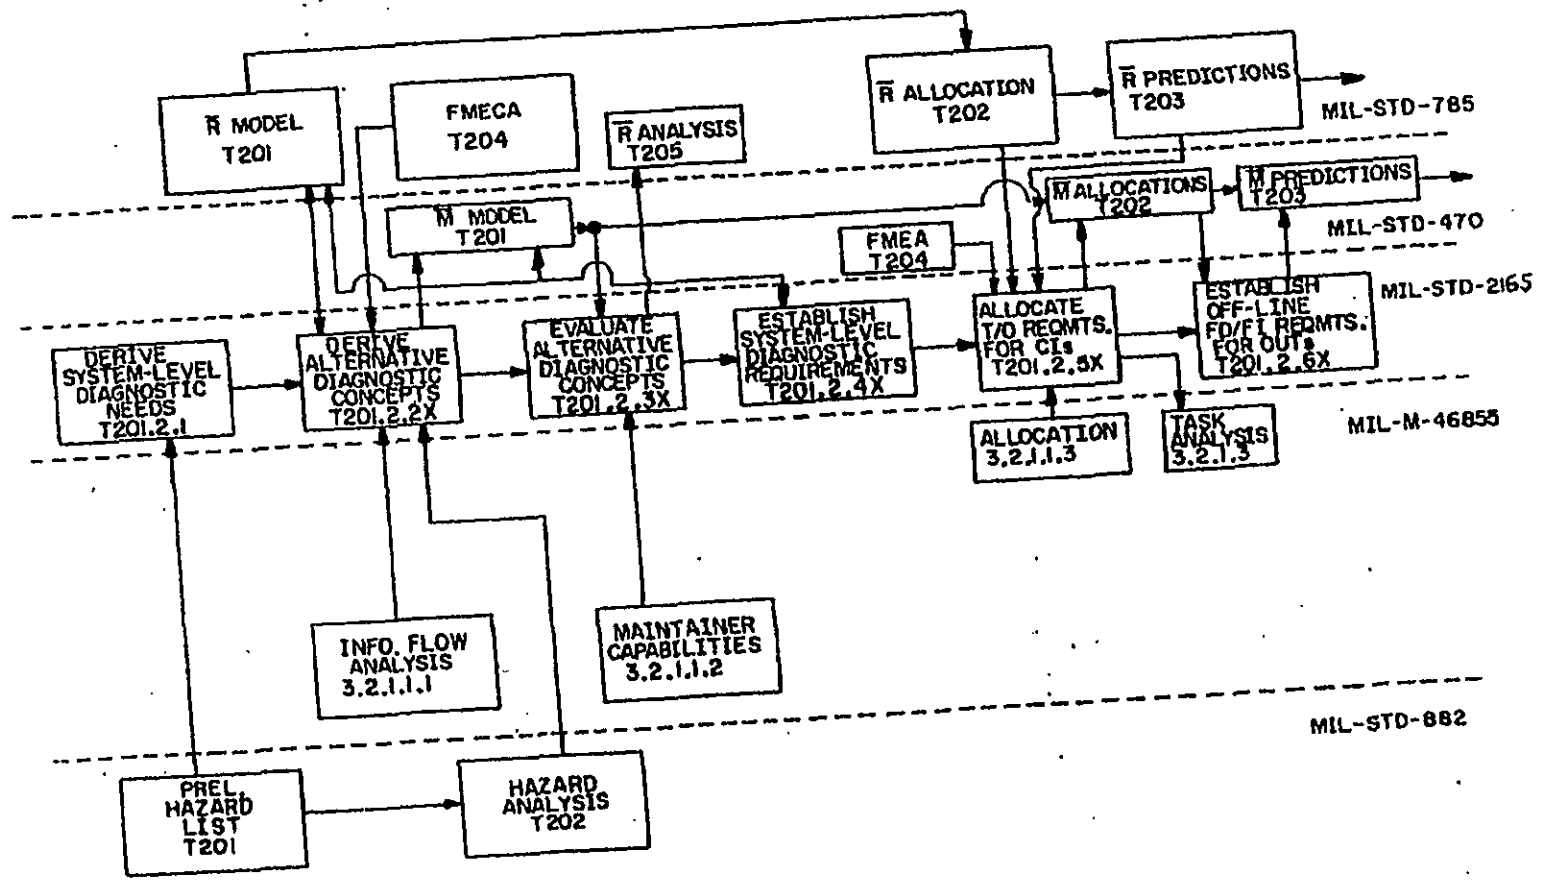 R̅ MODEL
T201
FMECA
T204
R̅ ANALYSIS
T205
R̅ ALLOCATION
T202
R̅ PREDICTIONS
T203
MIL-STD-785
M̅ MODEL
T201
FMEA
T204
M̅ ALLOCATIONS
T202
M̅ PREDICTIONS
T203
MIL-STD-470
DERIVE
SYSTEM-LEVEL
DIAGNOSTIC
NEEDS
T201.2.1
DERIVE
ALTERNATIVE
DIAGNOSTIC
CONCEPTS
T201.2.2X
EVALUATE
ALTERNATIVE
DIAGNOSTIC
CONCEPTS
T201.2.3X
ESTABLISH
SYSTEM-LEVEL
DIAGNOSTIC
REQUIREMENTS
T201.2.4X
ALLOCATE
T/D REQMTS.
FOR CIs
T201.2.5X
ESTABLISH
OFF-LINE
FD/FI REQMTS.
FOR OUTs
T201.2.6X
MIL-STD-2165
ALLOCATION
3.2.1.1.3
TASK
ANALYSIS
3.2.1.3
MIL-M-46855
INFO. FLOW
ANALYSIS
3.2.1.1.1
MAINTAINER
CAPABILITIES
3.2.1.1.2
MIL-STD-882
PREL.
HAZARD
LIST
T201
HAZARD
ANALYSIS
T202